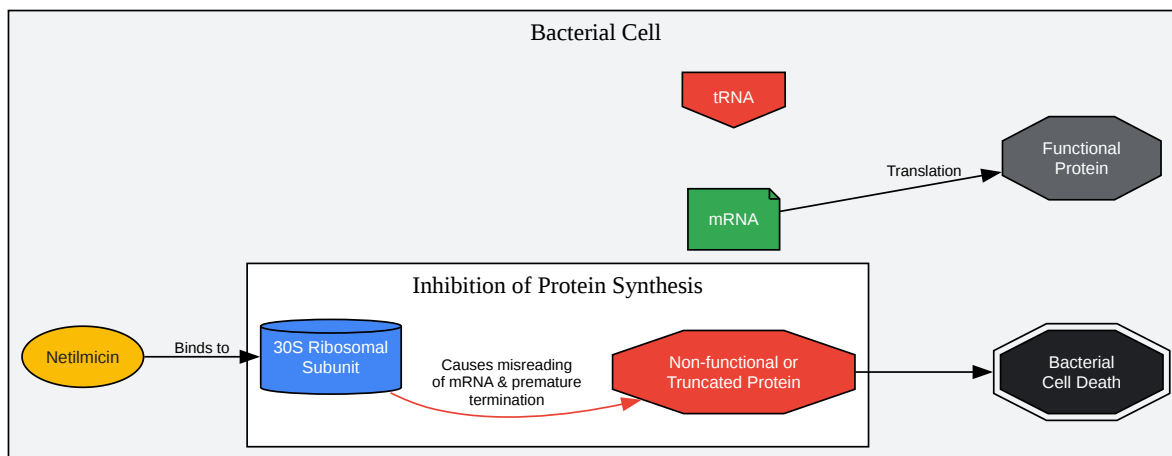 Bacterial Cell
tRNA
Functional
Protein
Translation
mRNA
Inhibition of Protein Synthesis
Netilmicin
Binds to
30S Ribosomal
Subunit
Causes misreading
of mRNA & premature
termination
Non-functional or
Truncated Protein
Bacterial
Cell Death